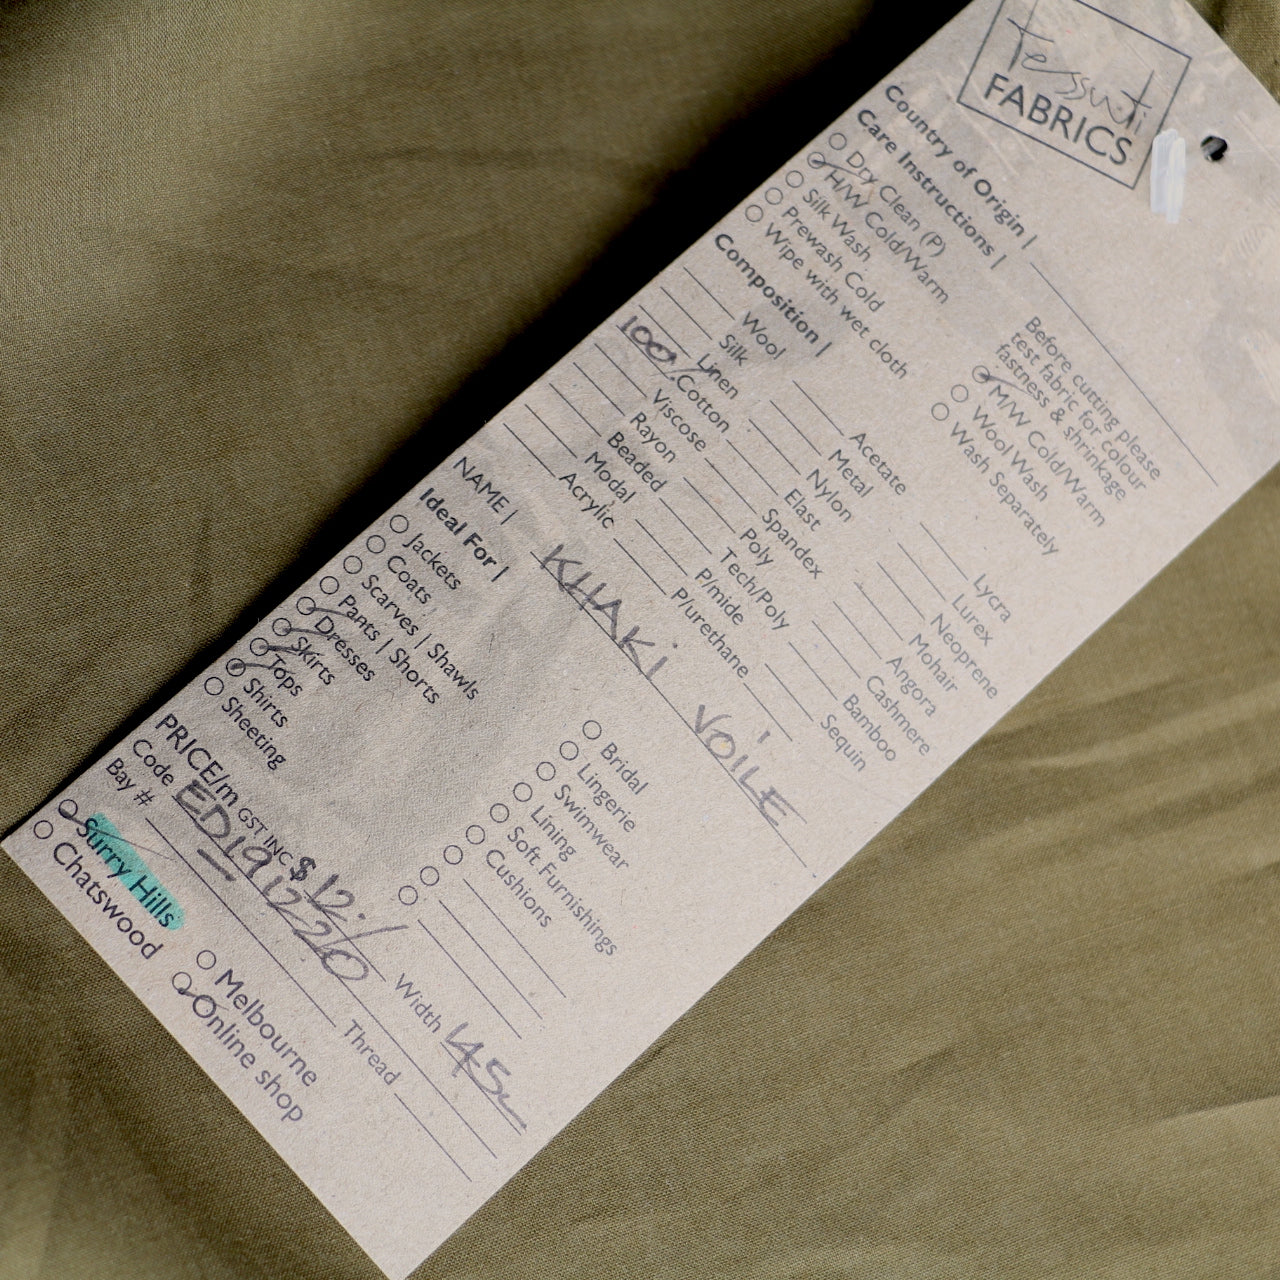 tessuti
FABRICS
Country of Origin |
Care Instructions |
Dry Clean (P)
H/W Cold/Warm
Silk Wash
Prewash Cold
Wipe with wet cloth
Before cutting please
test fabric for colour
fastness & shrinkage
M/W Cold/Warm
Wool Wash
Wash Separately
Composition |
Wool
Silk
Linen
100% Cotton
Viscose
Rayon
Beaded
Modal
Acrylic
Acetate
Metal
Nylon
Elast
Spandex
Poly
Tech/Poly
P/mide
P/urethane
Lycra
Lurex
Neoprene
Mohair
Angora
Cashmere
Bamboo
Sequin
NAME | KHAKI VOILE
Ideal For |
Jackets
Coats
Scarves | Shawls
Pants | Shorts
Dresses
Skirts
Tops
Shirts
Sheeting
Bridal
Lingerie
Swimwear
Lining
Soft Furnishings
Cushions
PRICE/m GST INC $ 12./ Width 145
Code ED191220 Thread
Bay #
Surry Hills
Chatswood
Melbourne
Online shop